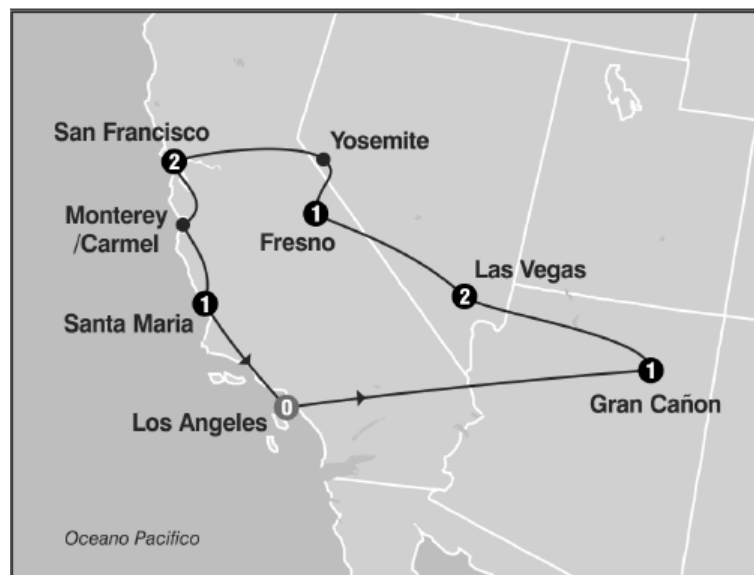 San Francisco
2
Yosemite
Monterey
/Carmel
1
Fresno
Las Vegas
2
1
Santa Maria
1
Gran Cañon
Los Angeles
0
Oceano Pacifico